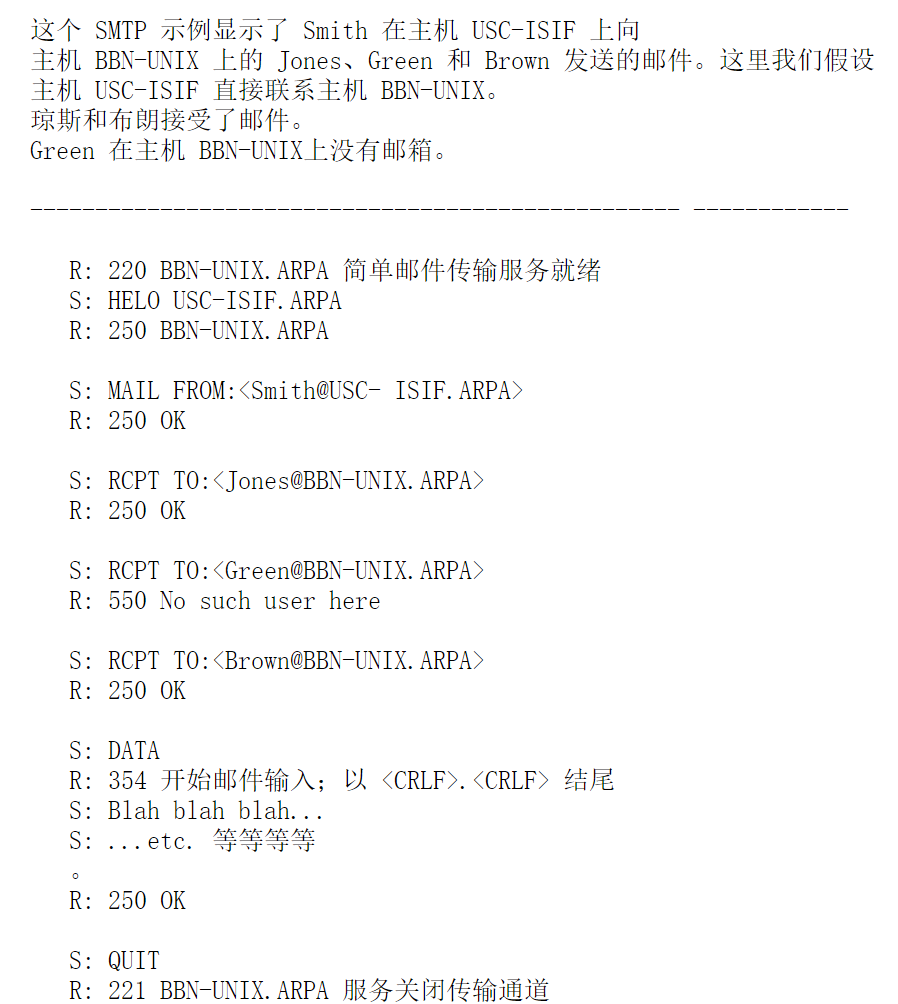 这个 SMTP 示例显示了 Smith 在主机 USC-ISIF 上向
主机 BBN-UNIX 上的 Jones、Green 和 Brown 发送的邮件。这里我们假设
主机 USC-ISIF 直接联系主机 BBN-UNIX。
琼斯和布朗接受了邮件。
Green 在主机 BBN-UNIX上没有邮箱。
-------------------------------------------------- ------------
R: 220 BBN-UNIX.ARPA 简单邮件传输服务就绪
S: HELO USC-ISIF.ARPA
R: 250 BBN-UNIX.ARPA
S: MAIL FROM:<Smith@USC- ISIF.ARPA>
R: 250 OK
S: RCPT TO:<Jones@BBN-UNIX.ARPA>
R: 250 OK
S: RCPT TO:<Green@BBN-UNIX.ARPA>
R: 550 No such user here
S: RCPT TO:<Brown@BBN-UNIX.ARPA>
R: 250 OK
S: DATA
R: 354 开始邮件输入；以 <CRLF>.<CRLF> 结尾
S: Blah blah blah...
S: ...etc. 等等等等
。
R: 250 OK
S: QUIT
R: 221 BBN-UNIX.ARPA 服务关闭传输通道